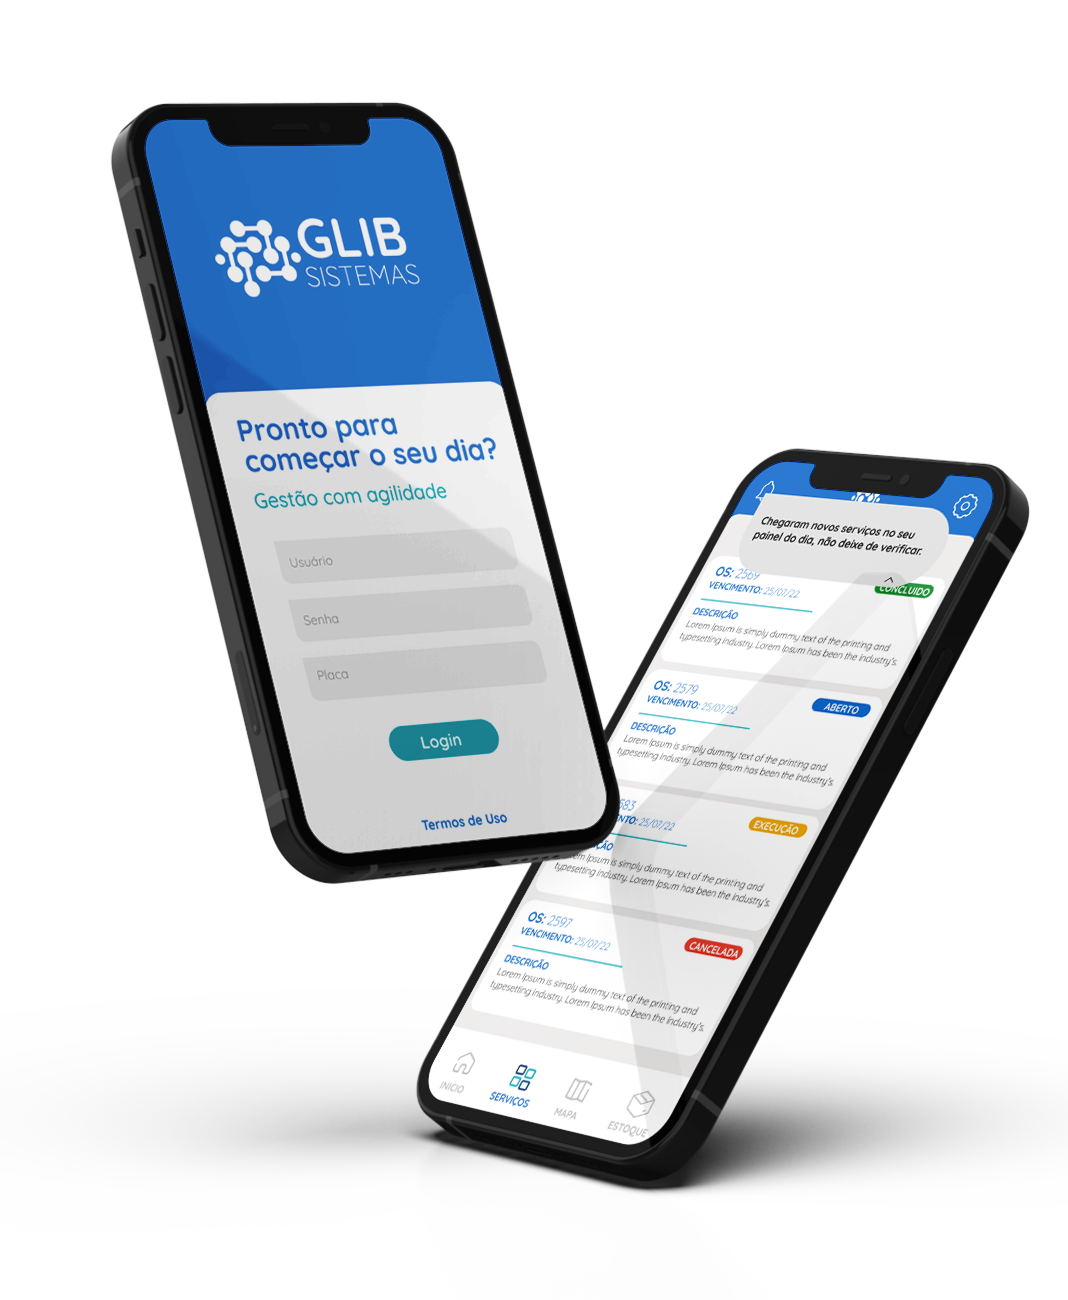 GLIB
SISTEMAS
Pronto para
começar o seu dia?
Gestão com agilidade
Usuário
Senha
Placa
Login
Termos de Uso
Chegaram novos serviços no seu
painel do dia, não deixe de verificar.
OS: 2569
CONCLUIDO
VENCIMENTO: 25/07/22
DESCRIÇÃO
Lorem Ipsum is simply dummy text of the printing and
typesetting industry. Lorem Ipsum has been the industry's.
OS: 2579
ABERTO
VENCIMENTO: 25/07/22
DESCRIÇÃO
Lorem Ipsum is simply dummy text of the printing and
typesetting industry. Lorem Ipsum has been the industry's.
583
EXECUÇÃO
ENTO: 25/07/22
ÇÃO
em Ipsum is simply dummy text of the printing and
typesetting industry. Lorem Ipsum has been the industry's.
OS: 2597
CANCELADA
VENCIMENTO: 25/07/22
DESCRIÇÃO
Lorem Ipsum is simply dummy text of the printing and
typesetting industry. Lorem Ipsum has been the industry's.
INICIO
SERVIÇOS
MAPA
ESTOQUE